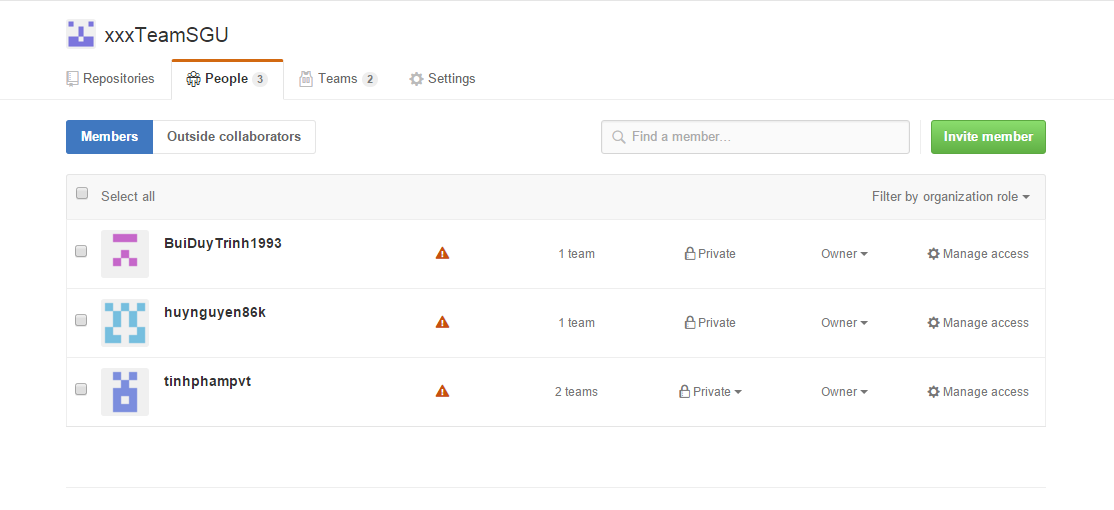 xxxTeamSGU
Repositories People 3 Teams 2 Settings
Members Outside collaborators Find a member... Invite member
Select all Filter by organization role
BuiDuyTrinh1993 1 team Private Owner Manage access
huynguyen86k 1 team Private Owner Manage access
tinhphampvt 2 teams Private Owner Manage access